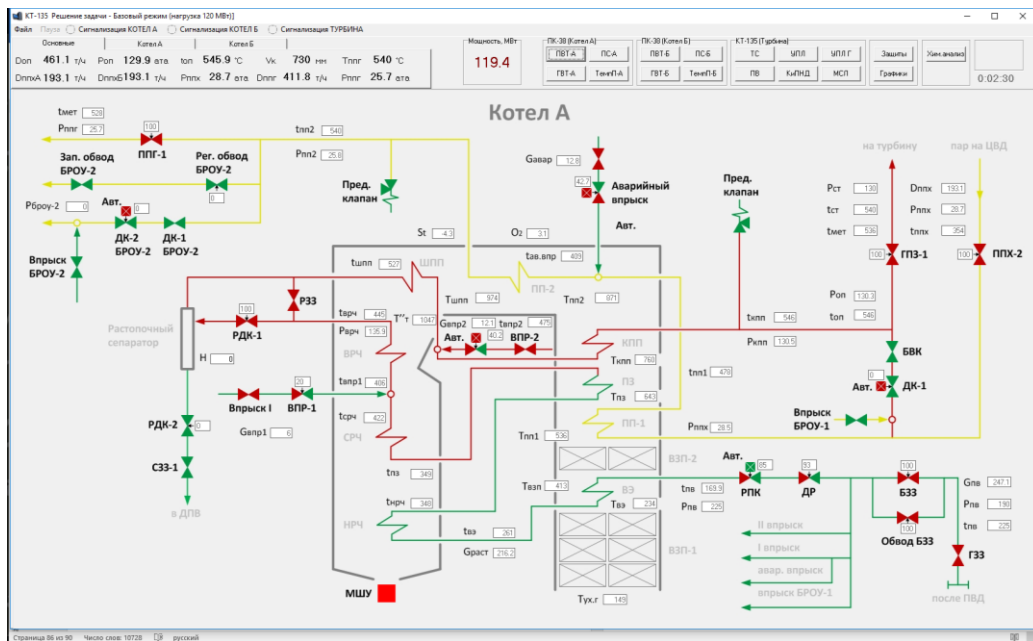 КТ-135 Решение задачи - Базовый режим (нагрузка 120 МВт)]
Файл Пауза Сигнализация КОТЕЛ А Сигнализация КОТЕЛ Б Сигнализация ТУРБИНА
Основные Котел А Котел Б
Dоп 461.1 т/ч Pоп 129.9 ата tоп 545.9 °C Vк 730 мм Tппг 540 °C
DппхА 193.1 т/ч DппхБ 193.1 т/ч Pппх 28.7 ата Dппг 411.8 т/ч Pппг 25.7 ата
Мощность, МВт
119.4
ПК-38 (Котел А)
ПВТ-А ПС-А
ГВТ-А ТемпП-А
ПК-38 (Котел Б)
ПВТ-Б ПС-Б
ГВТ-Б ТемпП-Б
КТ-135 (Турбина)
ТС УПЛ УПЛ Г
ПВ КнПНД МСЛ
Защиты
Графики
Хим.анализ
0:02:30
Котел А
tмет 528
Pппг 25.7
100
ППГ-1
tпп2 540
Pпп2 25.8
Зап. обвод
БРОУ-2
Рег. обвод
БРОУ-2
0
Pброу-2 0
Авт. 0
ДК-2
БРОУ-2
ДК-1
БРОУ-2
Впрыск
БРОУ-2
Пред.
клапан
Gавар 12.8
42.7
Аварийный
впрыск
Авт.
Пред.
клапан
на турбину
пар на ЦВД
Pст 130
tст 540
tмет 536
100
ГПЗ-1
Dппх 193.1
Pппх 28.7
tппх 354
100
ППХ-2
St -4.3
O2 3.1
tшпп 527
ШПП
tав.впр 409
ПП-2
Tшпп 974
Tпп2 871
РЗЗ
100
РДК-1
Растопочный
сепаратор
H 0
tврч 445
Pврч 135.9
T''т 1047
ВРЧ
Gвпр2 12.1
tвпр2 475
Авт. 40.2
ВПР-2
КПП
Tкпп 760
tкпп 546
Pкпп 130.5
Pоп 130.3
tоп 546
БВК
0
Авт. ДК-1
Впрыск
БРОУ-1
20
Впрыск I ВПР-1
Gвпр1 6
tвпр1 406
tсрч 422
СРЧ
ПЗ
Tпз 643
tпп1 478
ПП-1
Tпп1 536
Pппх 28.5
РДК-2 0
СЗЗ-1
в ДПВ
tпз 349
tнрч 340
НРЧ
tвэ 261
Gраст 216.2
ВЗП-2
Tвзп 413
ВЭ
Tвэ 234
ВЗП-1
Tух.г 149
МШУ
Авт. 85
РПК
93
ДР
tпв 169.9
Pпв 225
100
БЗЗ
100
Обвод БЗЗ
Gпв 247.1
Pпв 190
tпв 225
ГЗЗ
после ПВД
II впрыск
I впрыск
авар. впрыск
впрыск БРОУ-1
Страница 86 из 90 Число слов: 10728 русский